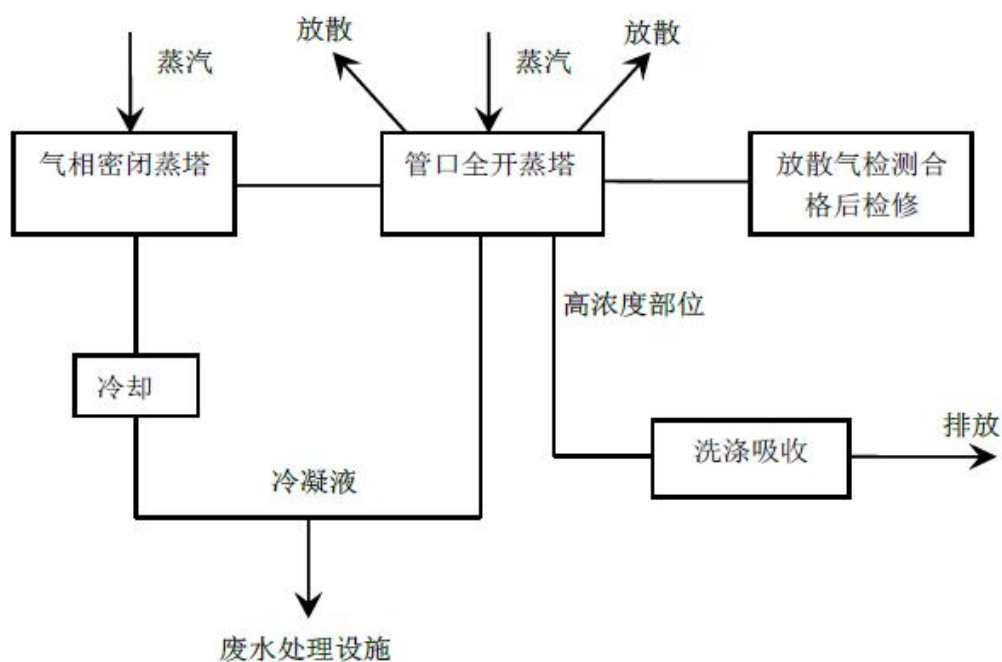 放散
放散
蒸汽
蒸汽
气相密闭蒸塔
管口全开蒸塔
放散气检测合
格后检修
高浓度部位
冷却
排放
洗涤吸收
冷凝液
废水处理设施